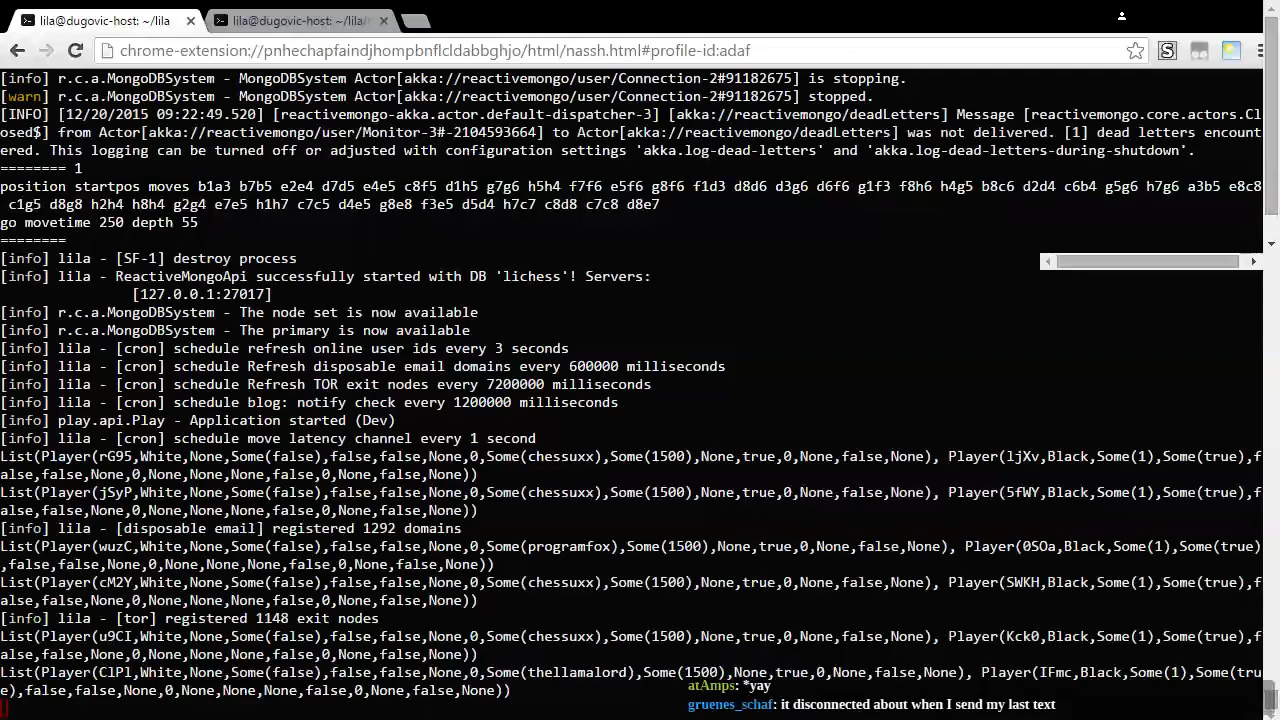 lila@dugovic-host: ~/lila
lila@dugovic-host: ~/lila/
chrome-extension://pnhechapfaindjhompbnflcldabbghjo/html/nassh.html#profile-id:adaf
[info] r.c.a.MongoDBSystem - MongoDBSystem Actor[akka://reactivemongo/user/Connection-2#91182675] is stopping.
[warn] r.c.a.MongoDBSystem - MongoDBSystem Actor[akka://reactivemongo/user/Connection-2#91182675] stopped.
[INFO] [12/20/2015 09:22:49.520] [reactivemongo-akka.actor.default-dispatcher-3] [akka://reactivemongo/deadLetters] Message [reactivemongo.core.actors.Cl
osed$] from Actor[akka://reactivemongo/user/Monitor-3#-2104593664] to Actor[akka://reactivemongo/deadLetters] was not delivered. [1] dead letters encount
ered. This logging can be turned off or adjusted with configuration settings 'akka.log-dead-letters' and 'akka.log-dead-letters-during-shutdown'.
======== 1
position startpos moves b1a3 b7b5 e2e4 d7d5 e4e5 c8f5 d1h5 g7g6 h5h4 f7f6 e5f6 g8f6 f1d3 d8d6 d3g6 d6f6 g1f3 f8h6 h4g5 b8c6 d2d4 c6b4 g5g6 h7g6 a3b5 e8c8
c1g5 d8g8 h2h4 h8h4 g2g4 e7e5 h1h7 c7c5 d4e5 g8e8 f3e5 d5d4 h7c7 c8d8 c7c8 d8e7
go movetime 250 depth 55
========
[info] lila - [SF-1] destroy process
[info] lila - ReactiveMongoApi successfully started with DB 'lichess'! Servers:
[127.0.0.1:27017]
[info] r.c.a.MongoDBSystem - The node set is now available
[info] r.c.a.MongoDBSystem - The primary is now available
[info] lila - [cron] schedule refresh online user ids every 3 seconds
[info] lila - [cron] schedule Refresh disposable email domains every 600000 milliseconds
[info] lila - [cron] schedule Refresh TOR exit nodes every 7200000 milliseconds
[info] lila - [cron] schedule blog: notify check every 1200000 milliseconds
[info] play.api.Play - Application started (Dev)
[info] lila - [cron] schedule move latency channel every 1 second
List(Player(rG95,White,None,Some(false),false,false,None,0,Some(chessuxx),Some(1500),None,true,0,None,false,None), Player(ljXv,Black,Some(1),Some(true),f
alse,false,None,0,None,None,None,false,0,None,false,None))
List(Player(jSyP,White,None,Some(false),false,false,None,0,Some(chessuxx),Some(1500),None,true,0,None,false,None), Player(5fWY,Black,Some(1),Some(true),f
alse,false,None,0,None,None,None,false,0,None,false,None))
[info] lila - [disposable email] registered 1292 domains
List(Player(wuzC,White,None,Some(false),false,false,None,0,Some(programfox),Some(1500),None,true,0,None,false,None), Player(0SOa,Black,Some(1),Some(true)
,false,false,None,0,None,None,None,false,0,None,false,None))
List(Player(cM2Y,White,None,Some(false),false,false,None,0,Some(chessuxx),Some(1500),None,true,0,None,false,None), Player(SWKH,Black,Some(1),Some(true),f
alse,false,None,0,None,None,None,false,0,None,false,None))
[info] lila - [tor] registered 1148 exit nodes
List(Player(u9CI,White,None,Some(false),false,false,None,0,Some(chessuxx),Some(1500),None,true,0,None,false,None), Player(Kck0,Black,Some(1),Some(true),f
alse,false,None,0,None,None,None,false,0,None,false,None))
List(Player(ClPl,White,None,Some(false),false,false,None,0,Some(thellamalord),Some(1500),None,true,0,None,false,None), Player(IFmc,Black,Some(1),Some(tru
e),false,false,None,0,None,None,None,false,0,None,false,None))
atAmps: *yay
gruenes_schaf: it disconnected about when I send my last text